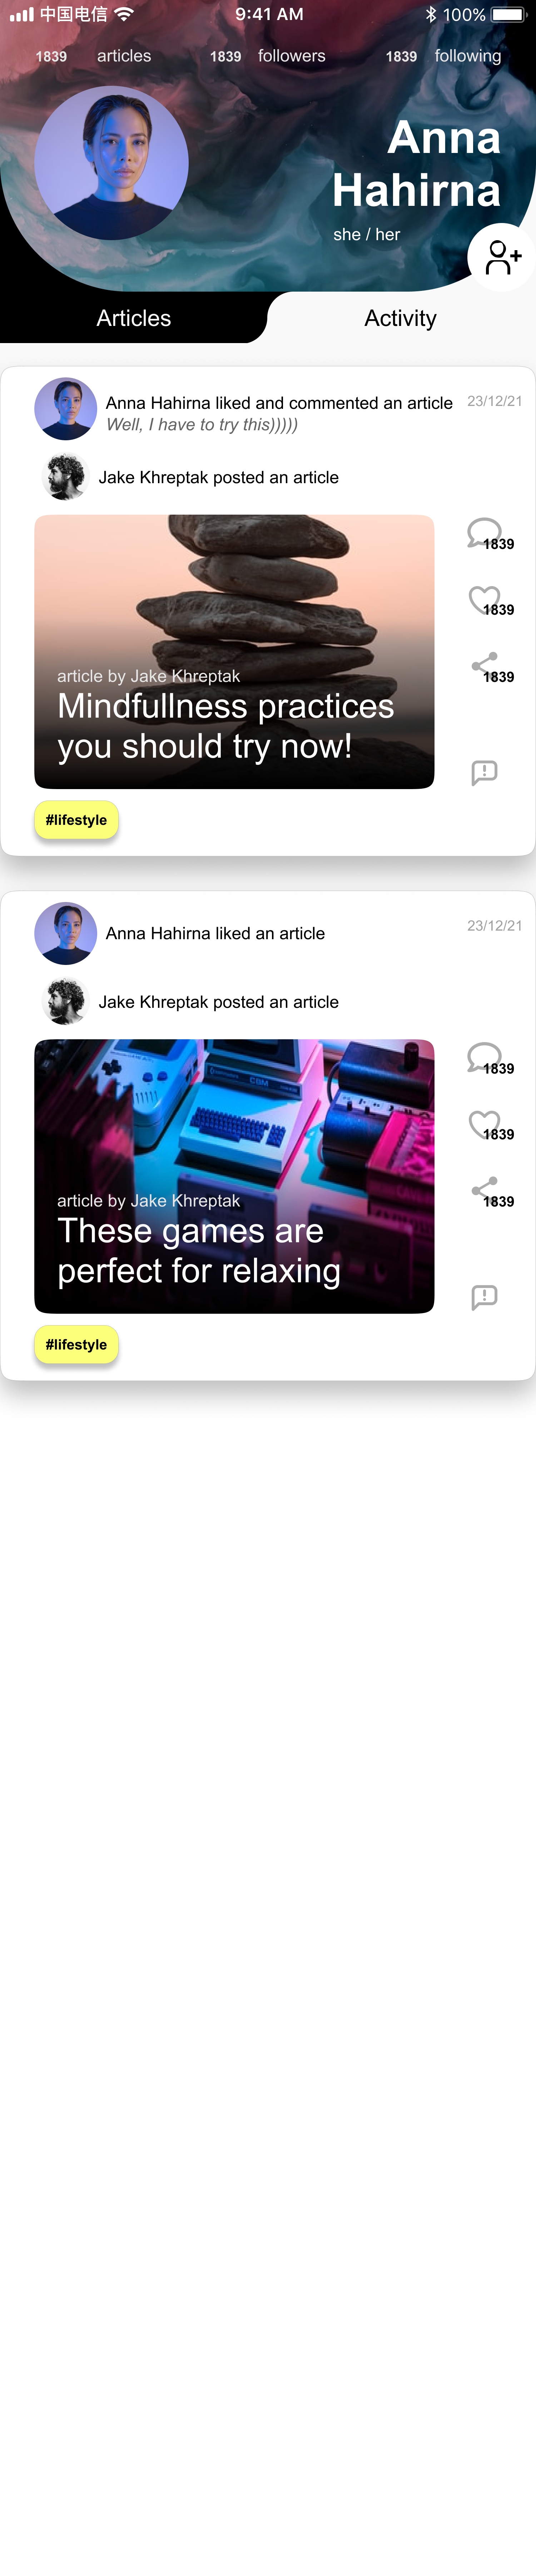 中国电信 9:41 AM 100%
1839 articles 1839 followers 1839 following
Anna
Hahirna
she / her
Articles Activity
Anna Hahirna liked and commented an article 23/12/21
Well, I have to try this)))))
Jake Khreptak posted an article
1839
1839
1839
article by Jake Khreptak
Mindfullness practices
you should try now!
#lifestyle
Anna Hahirna liked an article 23/12/21
Jake Khreptak posted an article
CBM
1839
1839
1839
article by Jake Khreptak
These games are
perfect for relaxing
#lifestyle